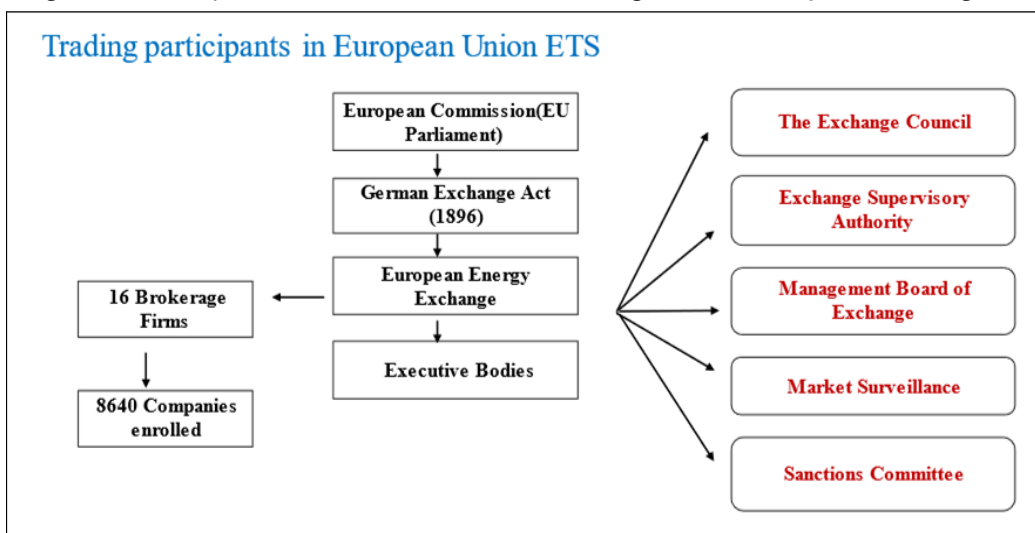 Trading participants in European Union ETS
European Commission(EU
Parliament)
German Exchange Act
(1896)
European Energy
Exchange
Executive Bodies
16 Brokerage
Firms
8640 Companies
enrolled
The Exchange Council
Exchange Supervisory
Authority
Management Board of
Exchange
Market Surveillance
Sanctions Committee